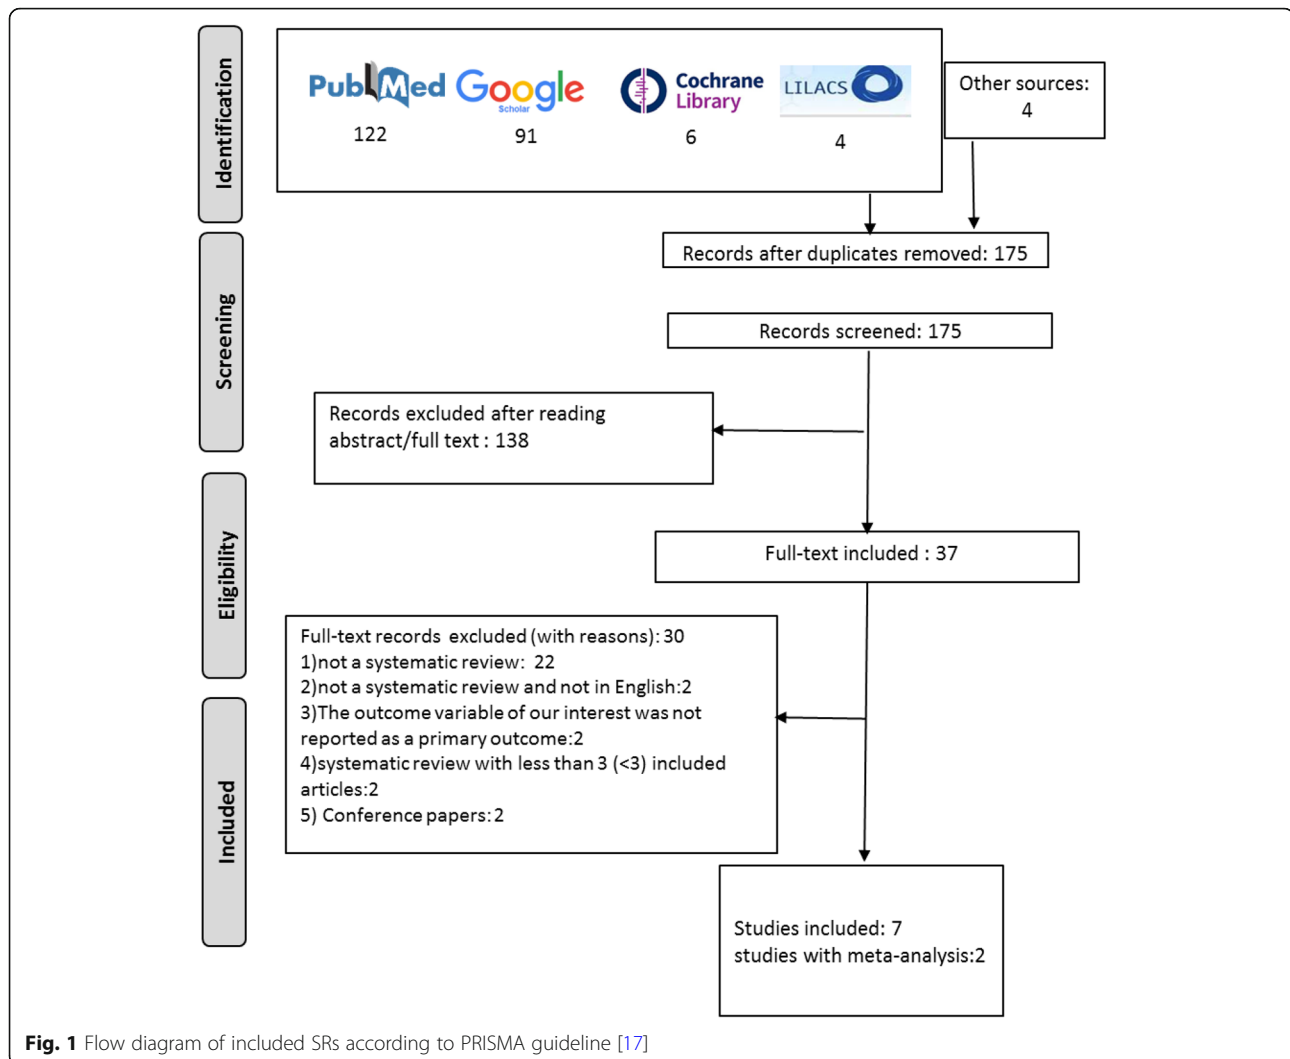 Identification
PubMed
Google
Scholar
Cochrane
Library
LILACS
122
91
6
4
Other sources:
4
Records after duplicates removed: 175
Screening
Records screened: 175
Records excluded after reading
abstract/full text : 138
Eligibility
Full-text included : 37
Full-text records excluded (with reasons): 30
1)not a systematic review: 22
2)not a systematic review and not in English:2
3)The outcome variable of our interest was not
reported as a primary outcome:2
4)systematic review with less than 3 (<3) included
articles:2
5) Conference papers: 2
Included
Studies included: 7
studies with meta-analysis:2
Fig. 1 Flow diagram of included SRs according to PRISMA guideline [17]